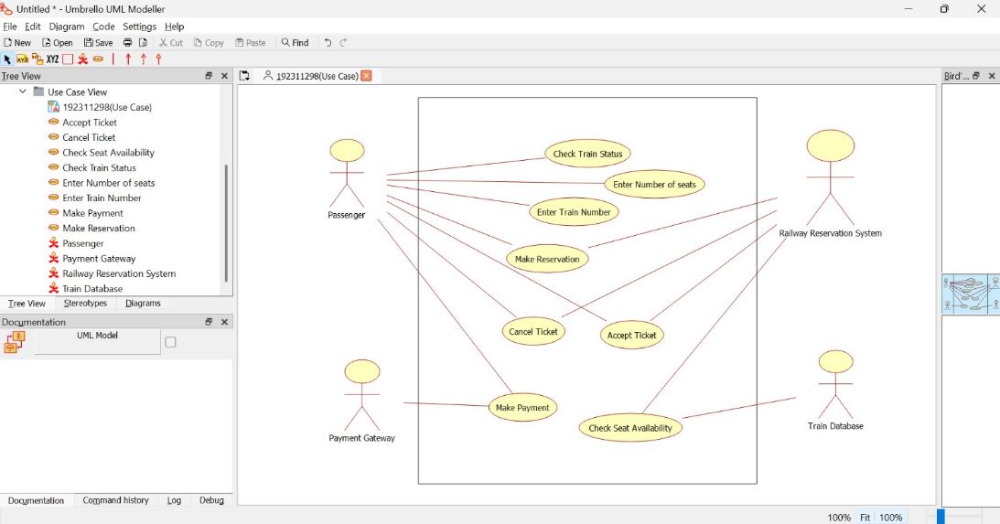 Untitled * - Umbrello UML Modeller
File Edit Diagram Code Settings Help
New Open Save Cut Copy Paste Find
XYZ
Tree View
192311298(Use Case)
Bird'...
Use Case View
192311298(Use Case)
Accept Ticket
Cancel Ticket
Check Seat Availability
Check Train Status
Enter Number of seats
Enter Train Number
Make Payment
Make Reservation
Passenger
Payment Gateway
Railway Reservation System
Train Database
Tree View Stereotypes Diagrams
Documentation
UML Model
Documentation Command history Log Debug
Check Train Status
Enter Number of seats
Enter Train Number
Passenger
Railway Reservation System
Make Reservation
Cancel Ticket
Accept Ticket
Make Payment
Check Seat Availability
Train Database
Payment Gateway
100% Fit 100%